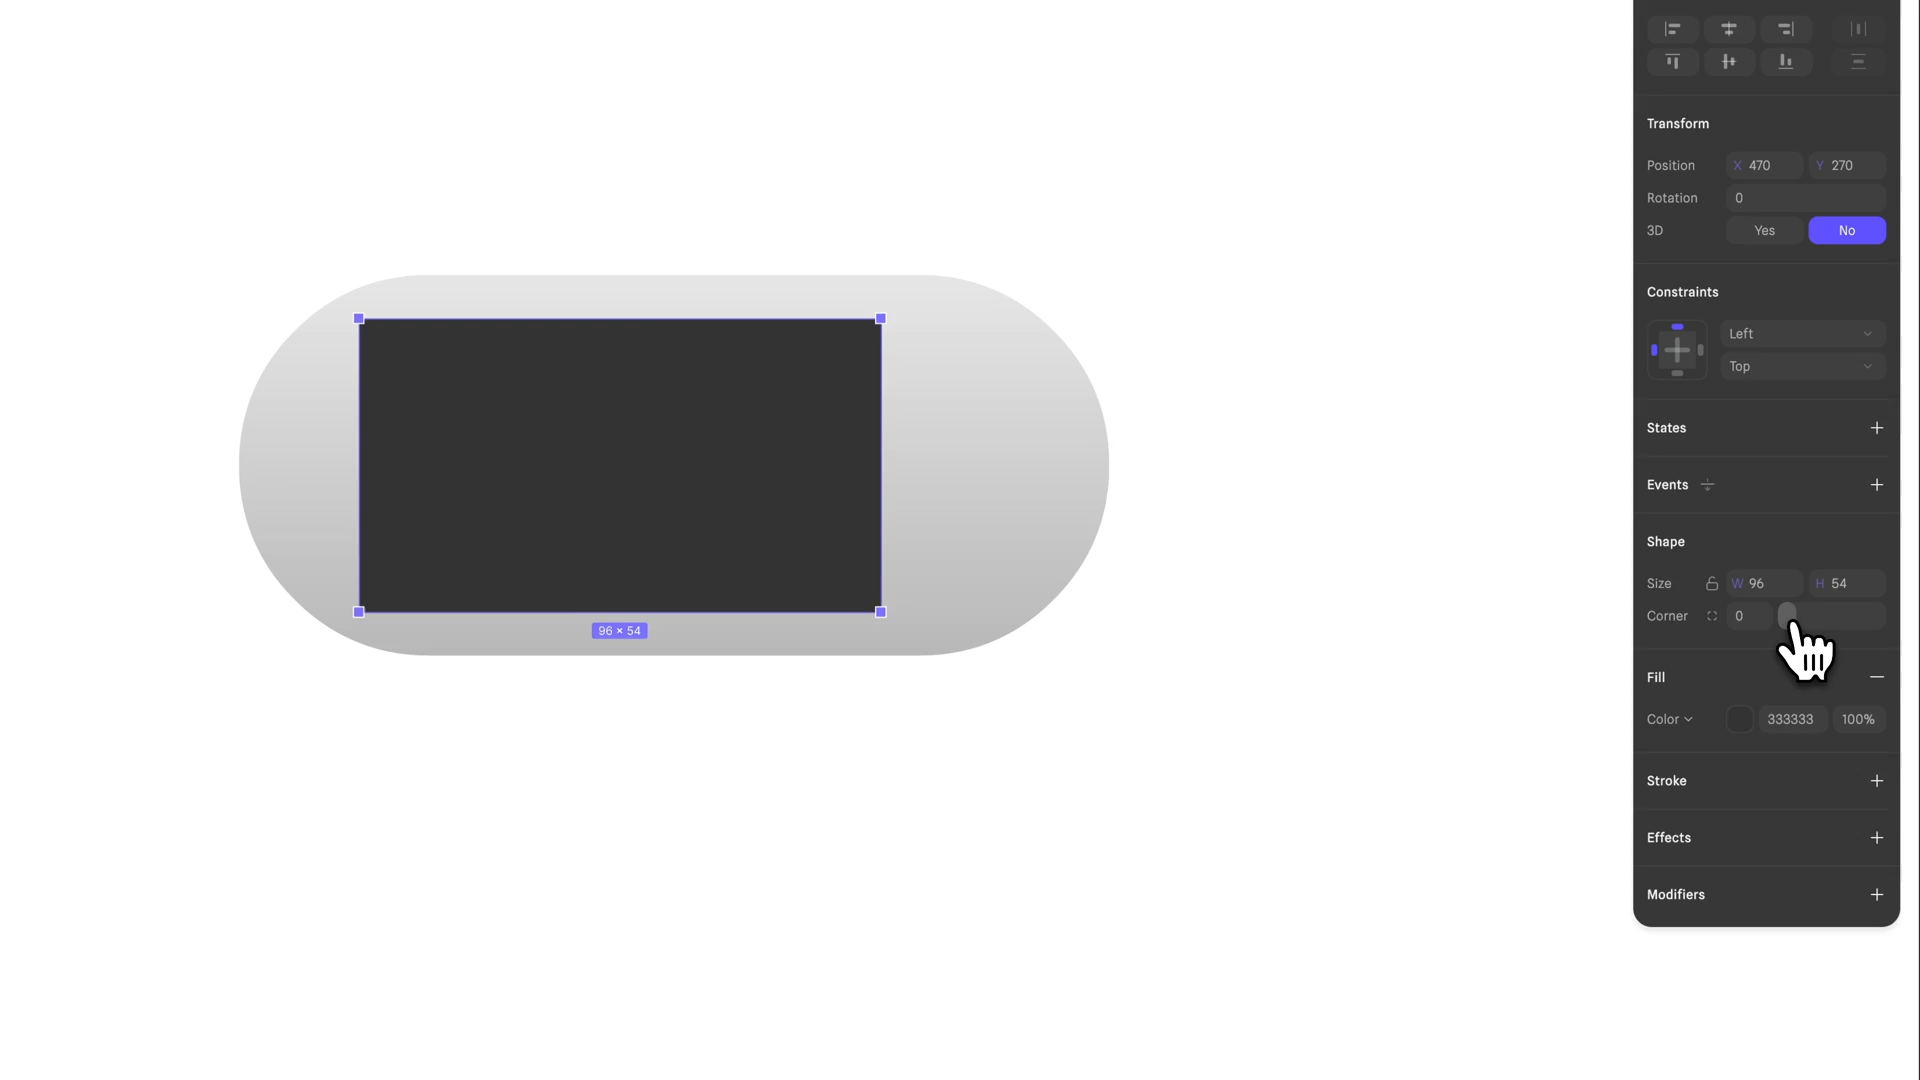 Transform
Position X 470 Y 270
Rotation 0
3D Yes No
Constraints
Left
Top
States
Events
Shape
Size W 96 H 54
Corner 0
Fill
Color 333333 100%
Stroke
Effects
Modifiers
96 × 54